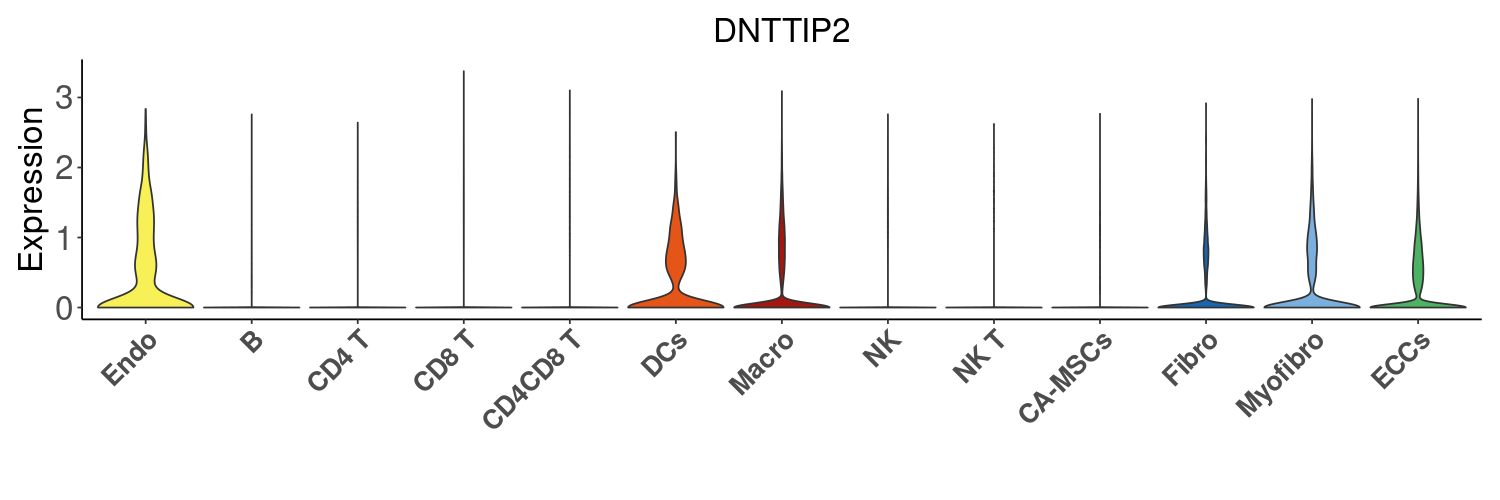 DNTTIP2
Expression
3
2
1
0
Endo
B
CD4 T
CD8 T
CD4CD8 T
DCs
Macro
NK
NK T
CA-MSCs
Fibro
Myofibro
ECCs